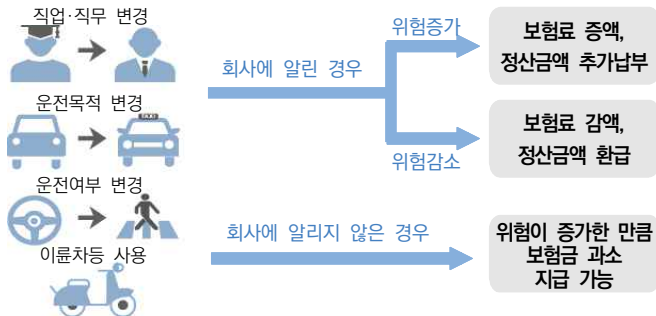 직업·직무 변경
운전목적 변경
TAXI
운전여부 변경
이륜차등 사용
회사에 알린 경우
위험증가
보험료 증액,
정산금액 추가납부
위험감소
보험료 감액,
정산금액 환급
회사에 알리지 않은 경우
위험이 증가한 만큼
보험금 과소
지급 가능